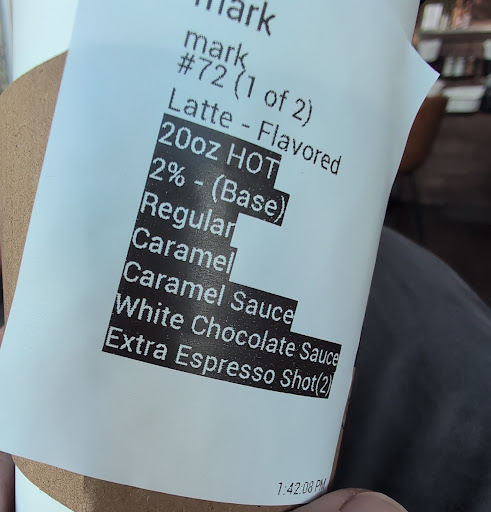 mark
mark
#72 (1 of 2)
Latte - Flavored
20oz HOT
2% - (Base)
Regular
Caramel
Caramel Sauce
White Chocolate Sauce
Extra Espresso Shot(2)
1:42:08 PM